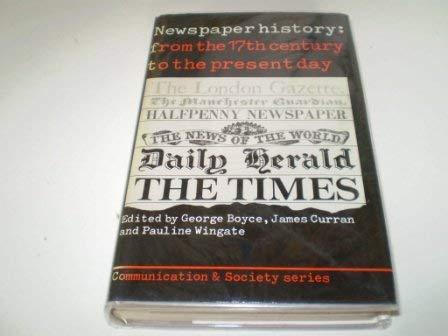 Newspaper history:
from the 17th century
to the present day
The London Gazette.
The Manchester Guardian.
HALFPENNY NEWSPAPER
THE NEWS OF THE WORLD
Daily Herald
THE TIMES
Edited by George Boyce, James Curran
and Pauline Wingate
Communication & Society series